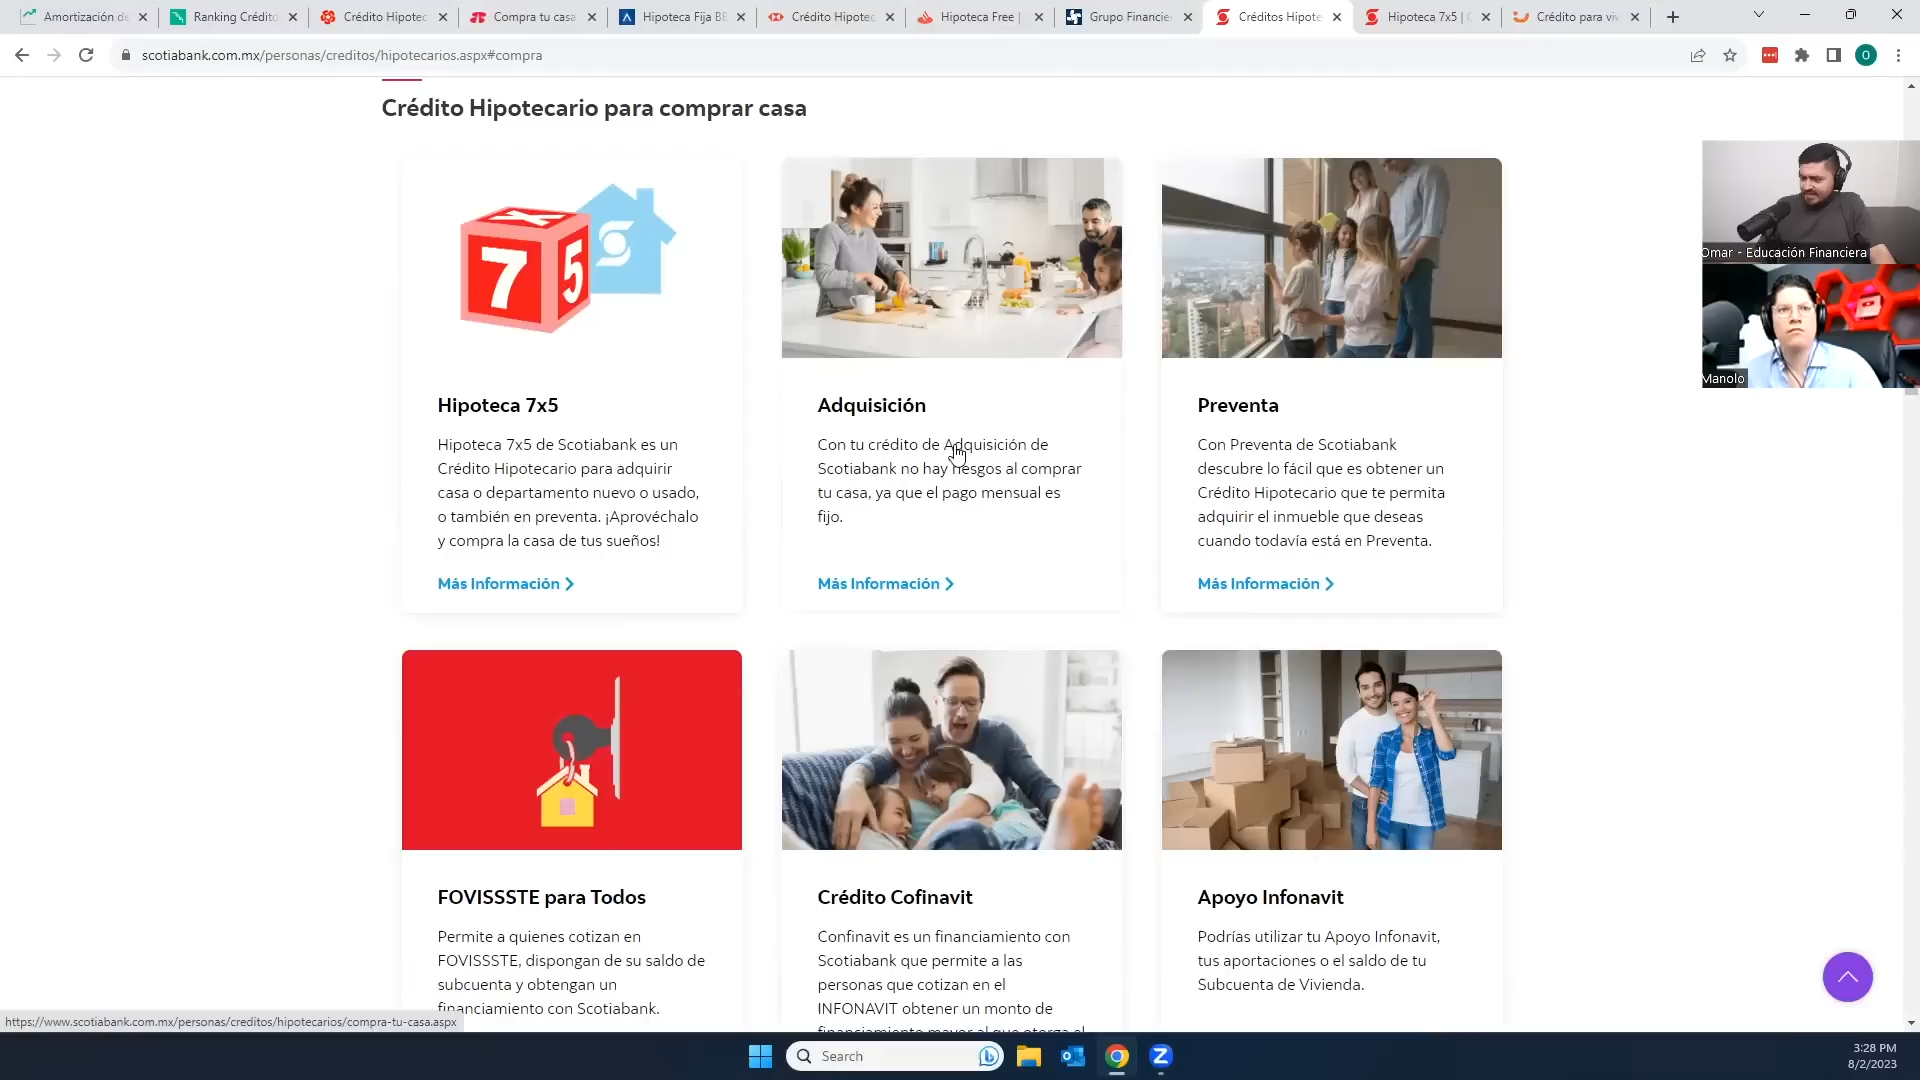 Amortización de
Ranking Crédito
Crédito Hipotec
Compra tu casa
Hipoteca Fija BB
Crédito Hipotec
Hipoteca Free |
Grupo Financie
Créditos Hipote
Hipoteca 7x5 |
Crédito para viv
scotiabank.com.mx/personas/creditos/hipotecarios.aspx#compra
O
Crédito Hipotecario para comprar casa
7
5
X
S
Omar - Educación Financiera
Manolo
Hipoteca 7x5
Hipoteca 7x5 de Scotiabank es un
Crédito Hipotecario para adquirir
casa o departamento nuevo o usado,
o también en preventa. ¡Aprovéchalo
y compra la casa de tus sueños!
Más Información
Adquisición
Con tu crédito de Adquisición de
Scotiabank no hay riesgos al comprar
tu casa, ya que el pago mensual es
fijo.
Más Información
Preventa
Con Preventa de Scotiabank
descubre lo fácil que es obtener un
Crédito Hipotecario que te permita
adquirir el inmueble que deseas
cuando todavía está en Preventa.
Más Información
FOVISSSTE para Todos
Permite a quienes cotizan en
FOVISSSTE, dispongan de su saldo de
subcuenta y obtengan un
financiamiento con Scotiabank.
Crédito Cofinavit
Confinavit es un financiamiento con
Scotiabank que permite a las
personas que cotizan en el
INFONAVIT obtener un monto de
financiamiento mayor al que otorga el
Apoyo Infonavit
Podrías utilizar tu Apoyo Infonavit,
tus aportaciones o el saldo de tu
Subcuenta de Vivienda.
https://www.scotiabank.com.mx/personas/creditos/hipotecarios/compra-tu-casa.aspx
Search
3:28 PM
8/2/2023